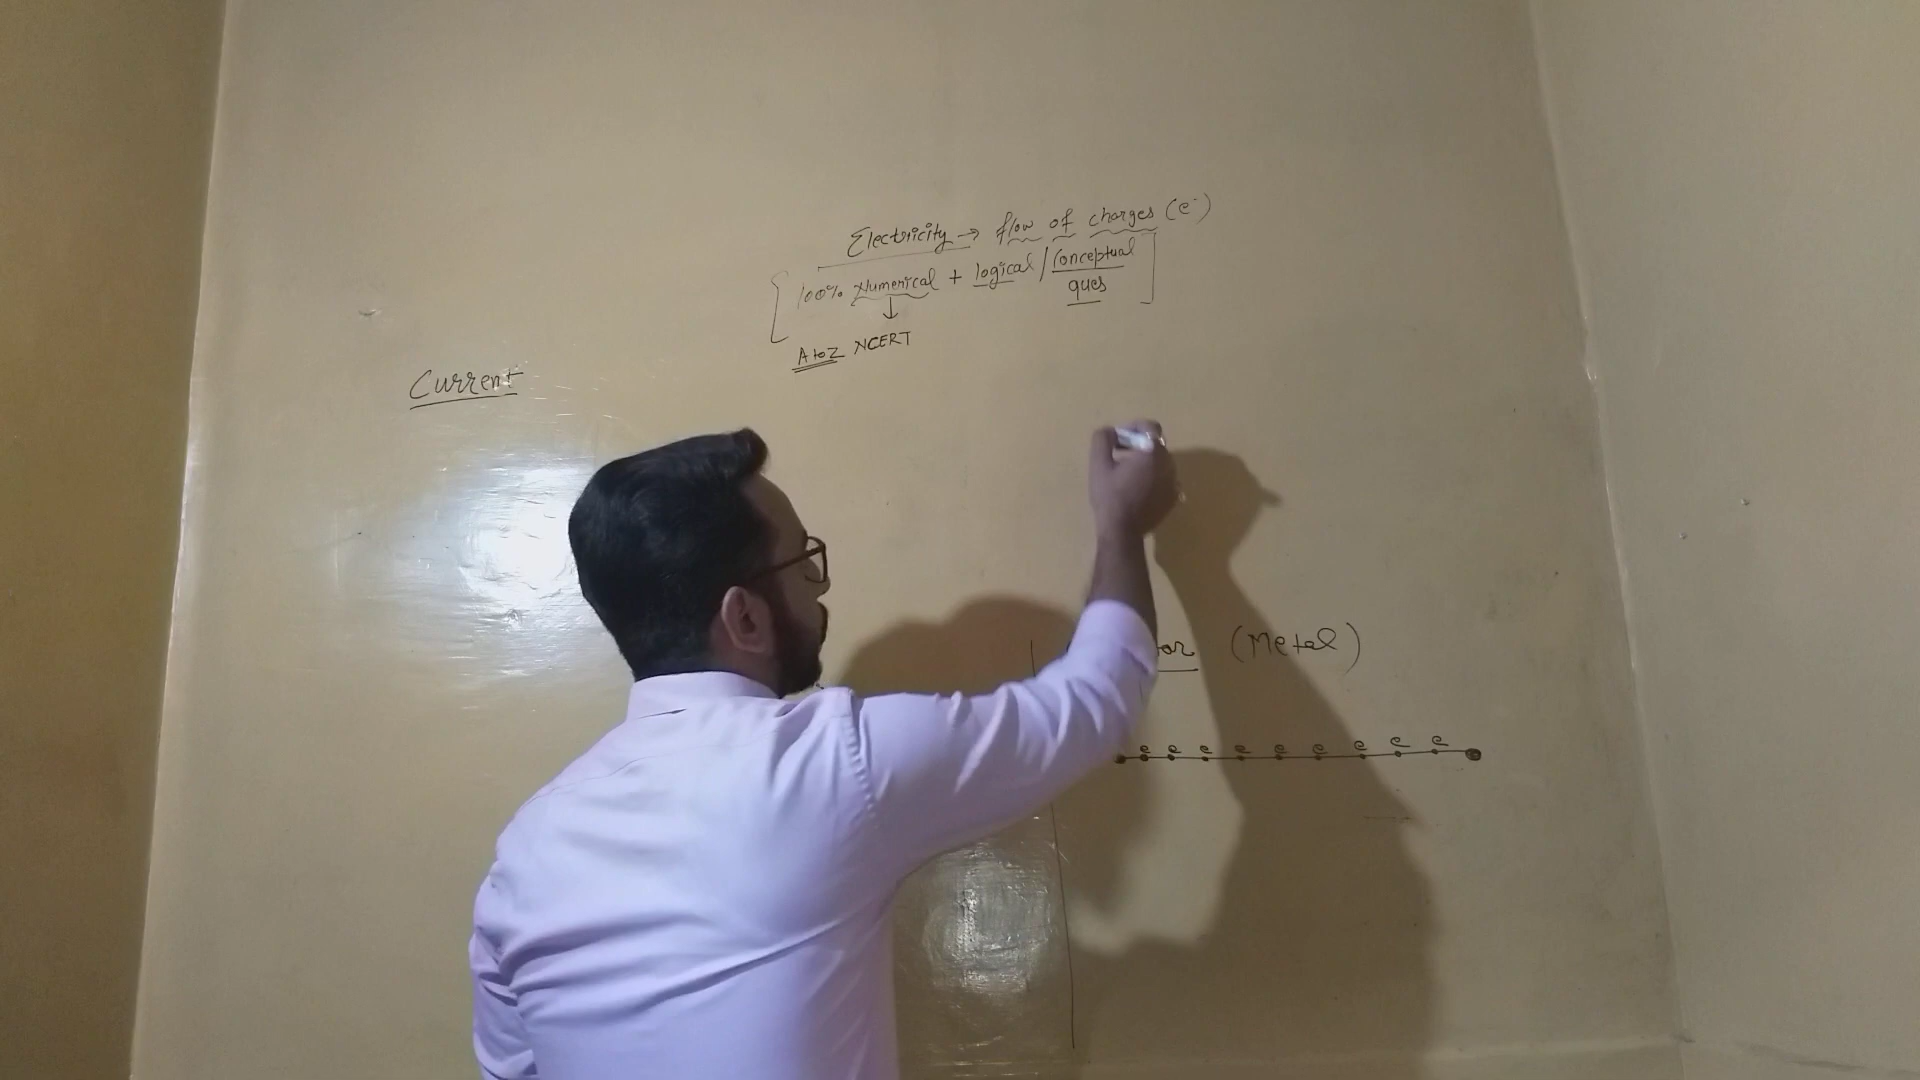 Electricity → flow of charges (e⁻)
[100% Numerical + logical / Conceptual
ques]
↓
A to Z NCERT
Current
(Metal)
e e e e e e e e e